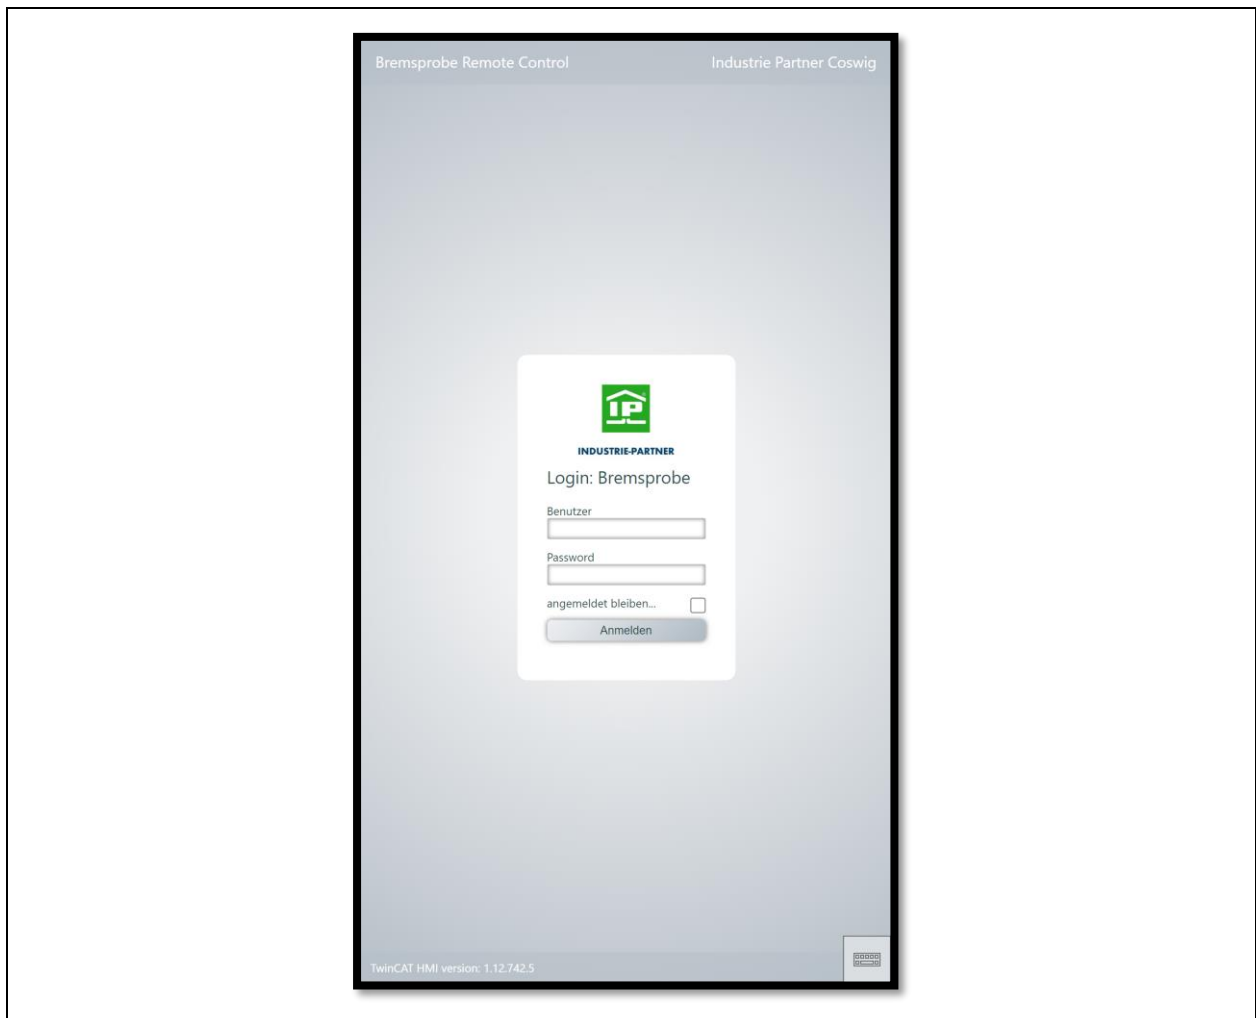 Bremsprobe Remote Control
Industrie Partner Coswig
IP
INDUSTRIE-PARTNER
Login: Bremsprobe
Benutzer
Password
angemeldet bleiben...
Anmelden
TwinCAT HMI version: 1.12.742.5